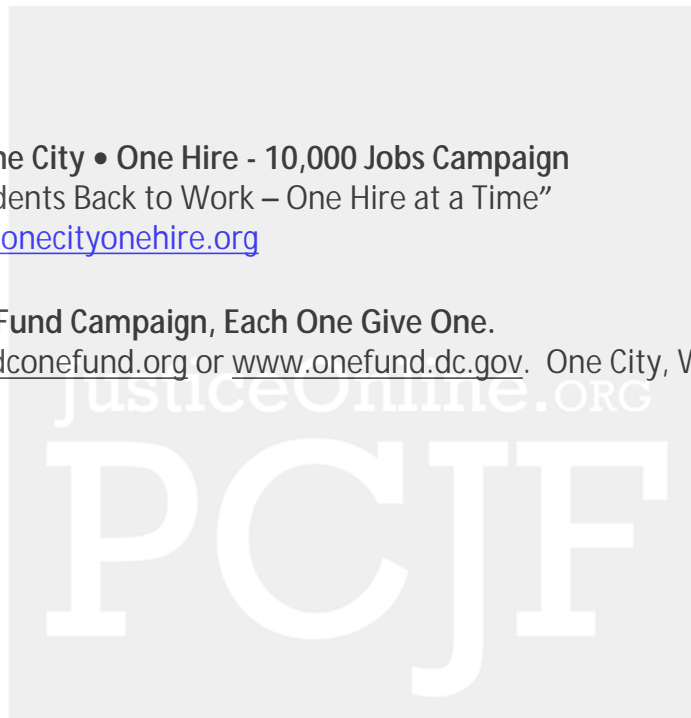 ne City • One Hire - 10,000 Jobs Campaign
dents Back to Work – One Hire at a Time”
onecityonehire.org
Fund Campaign, Each One Give One.
dconefund.org or www.onefund.dc.gov. One City, W
JusticeOnline.ORG
PCJF